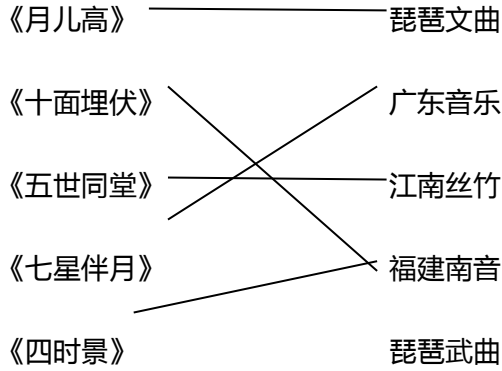 《月儿高》 琵琶文曲
《十面埋伏》 广东音乐
《五世同堂》 江南丝竹
《七星伴月》 福建南音
《四时景》 琵琶武曲